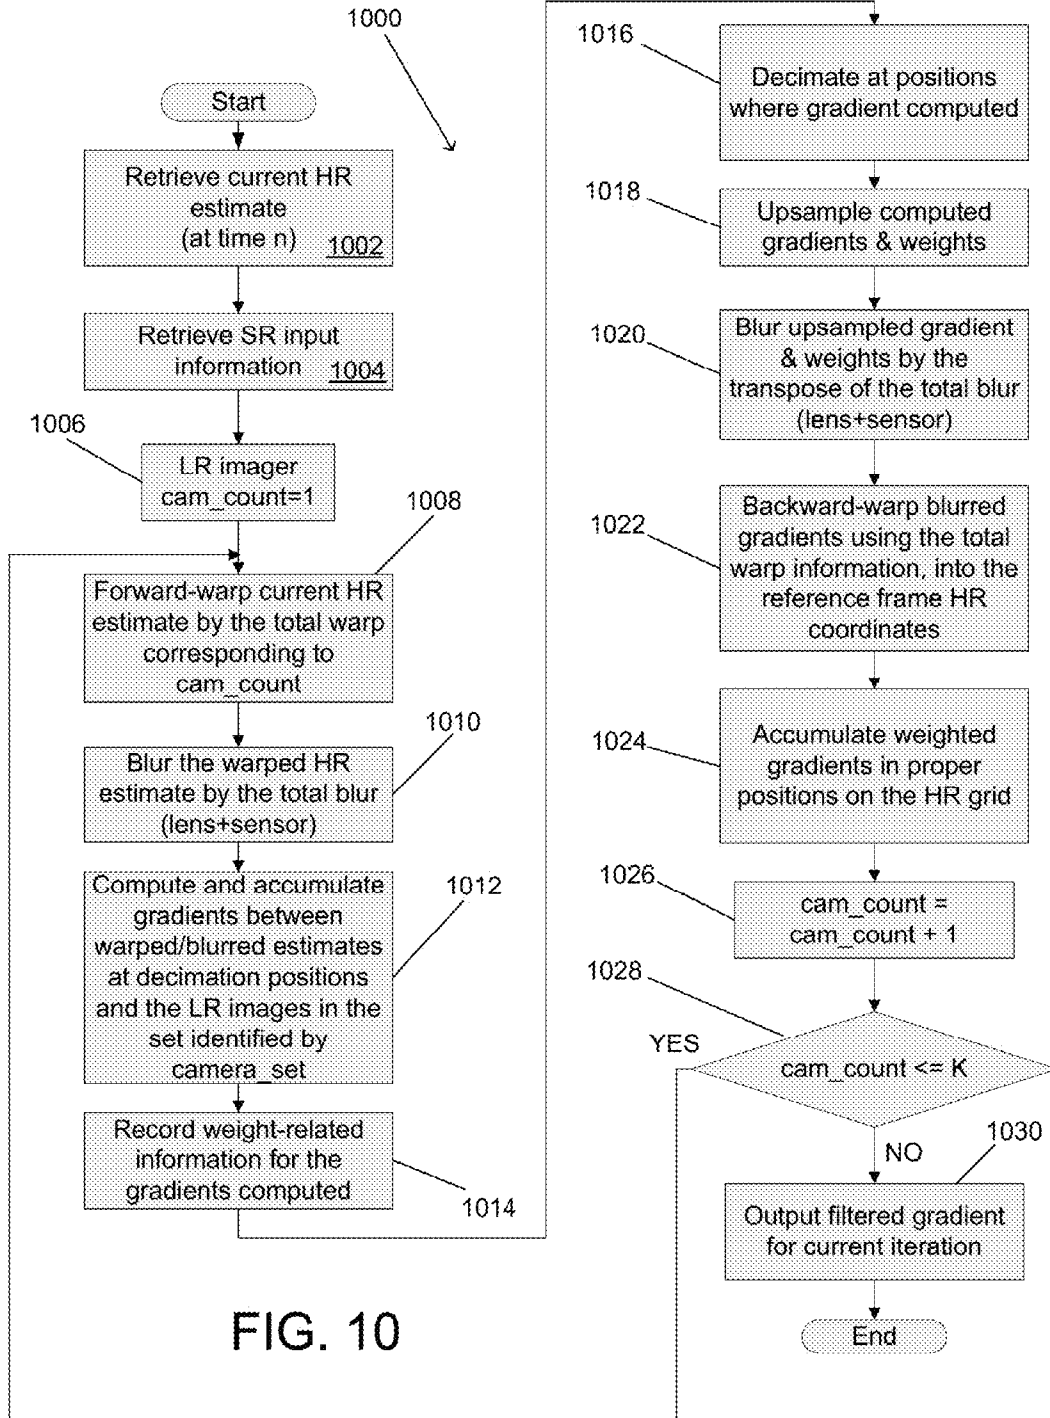 1000
Start
Retrieve current HR
estimate
(at time n)
1002
Retrieve SR input
information
1004
1006
LR imager
cam_count=1
1008
Forward-warp current HR
estimate by the total warp
corresponding to
cam_count
1010
Blur the warped HR
estimate by the total blur
(lens+sensor)
1012
Compute and accumulate
gradients between
warped/blurred estimates
at decimation positions
and the LR images in the
set identified by
camera_set
Record weight-related
information for the
gradients computed
1014
1016
Decimate at positions
where gradient computed
1018
Upsample computed
gradients & weights
1020
Blur upsampled gradient
& weights by the
transpose of the total blur
(lens+sensor)
1022
Backward-warp blurred
gradients using the total
warp information, into the
reference frame HR
coordinates
1024
Accumulate weighted
gradients in proper
positions on the HR grid
1026
cam_count =
cam_count + 1
1028
YES
cam_count <= K
NO
1030
Output filtered gradient
for current iteration
End
FIG. 10